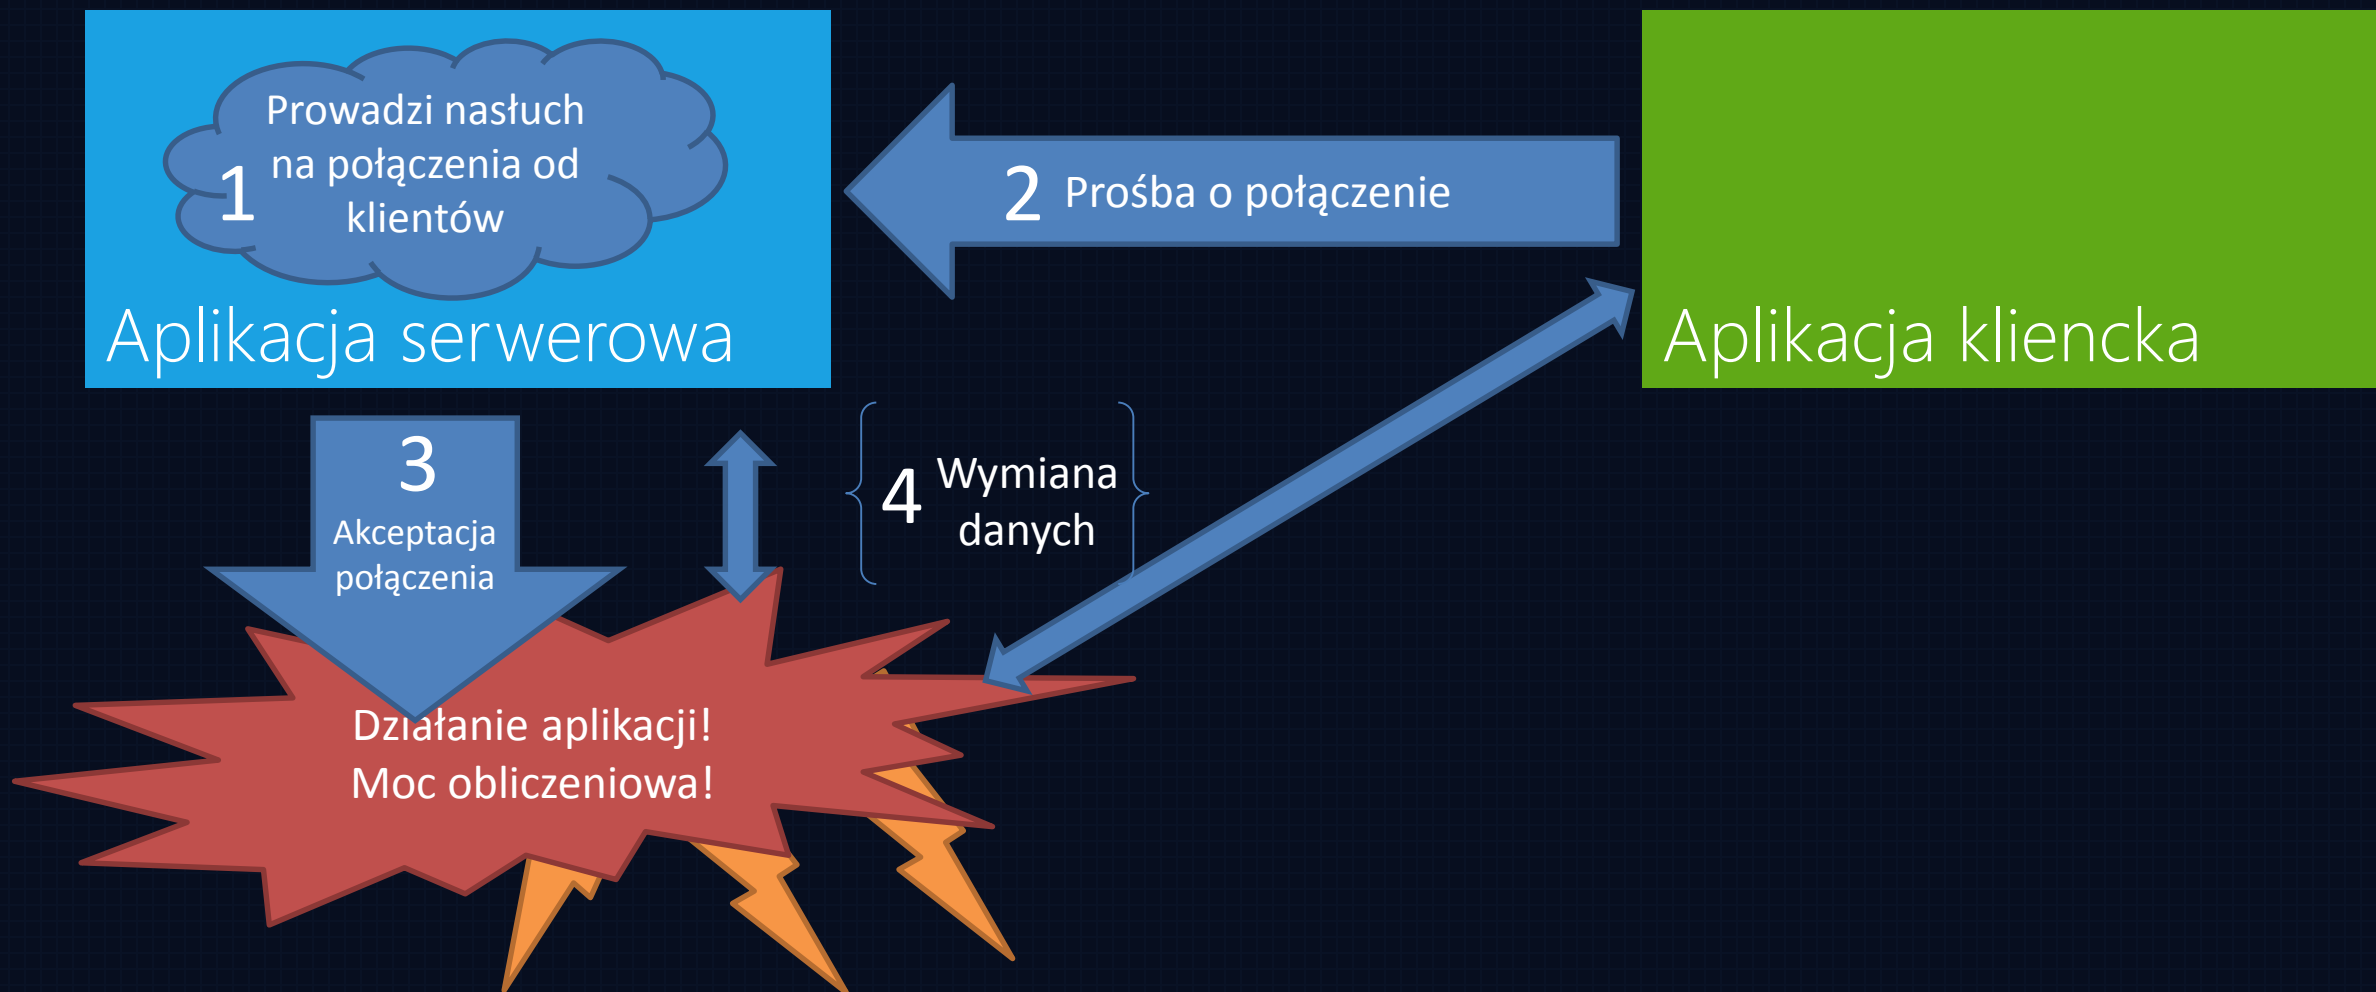 Prowadzi nasłuch
na połączenia od
klientów
1
Aplikacja serwerowa
2 Prośba o połączenie
Aplikacja kliencka
3
Akceptacja
połączenia
4
Wymiana
danych
Działanie aplikacji!
Moc obliczeniowa!